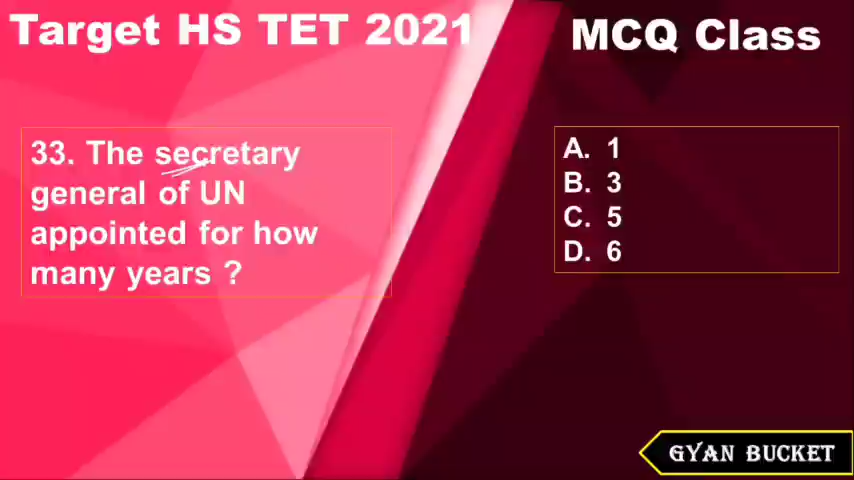 Target HS TET 2021
MCQ Class
33. The secretary
general of UN
appointed for how
many years ?
A. 1
B. 3
C. 5
D. 6
GYAN BUCKET